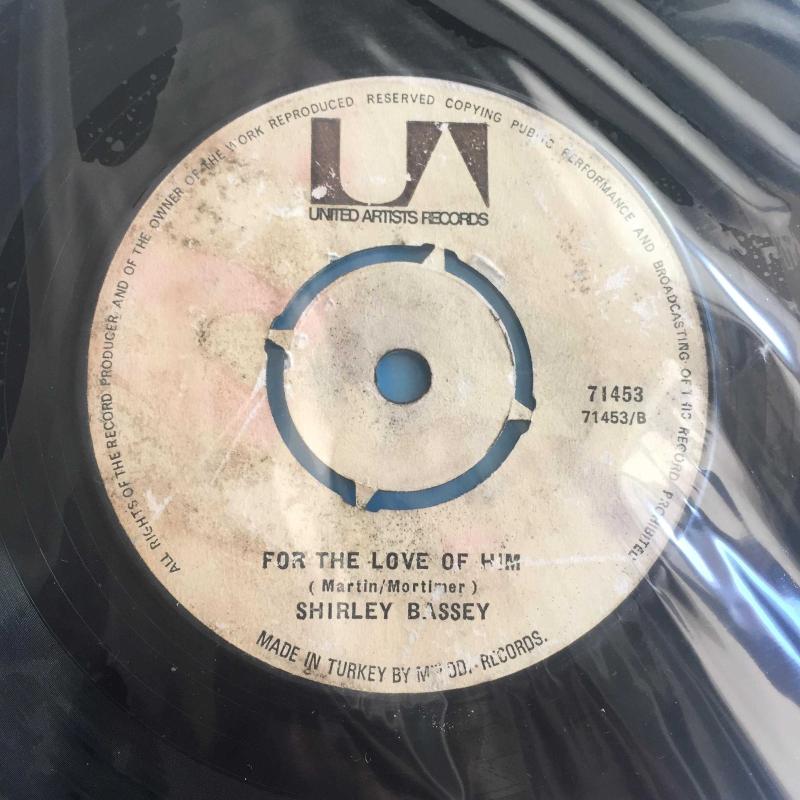 ALL RIGHTS OF THE RECORD PRODUCER AND OF THE OWNER OF THE WORK REPRODUCED RESERVED COPYING PUBLIC PERFORMANCE AND BROADCASTING OF THIS RECORD PROHIBITED
UA
UNITED ARTISTS RECORDS
71453
71453/B
FOR THE LOVE OF HIM
( Martin/Mortimer )
SHIRLEY BASSEY
MADE IN TURKEY BY RECORDS.